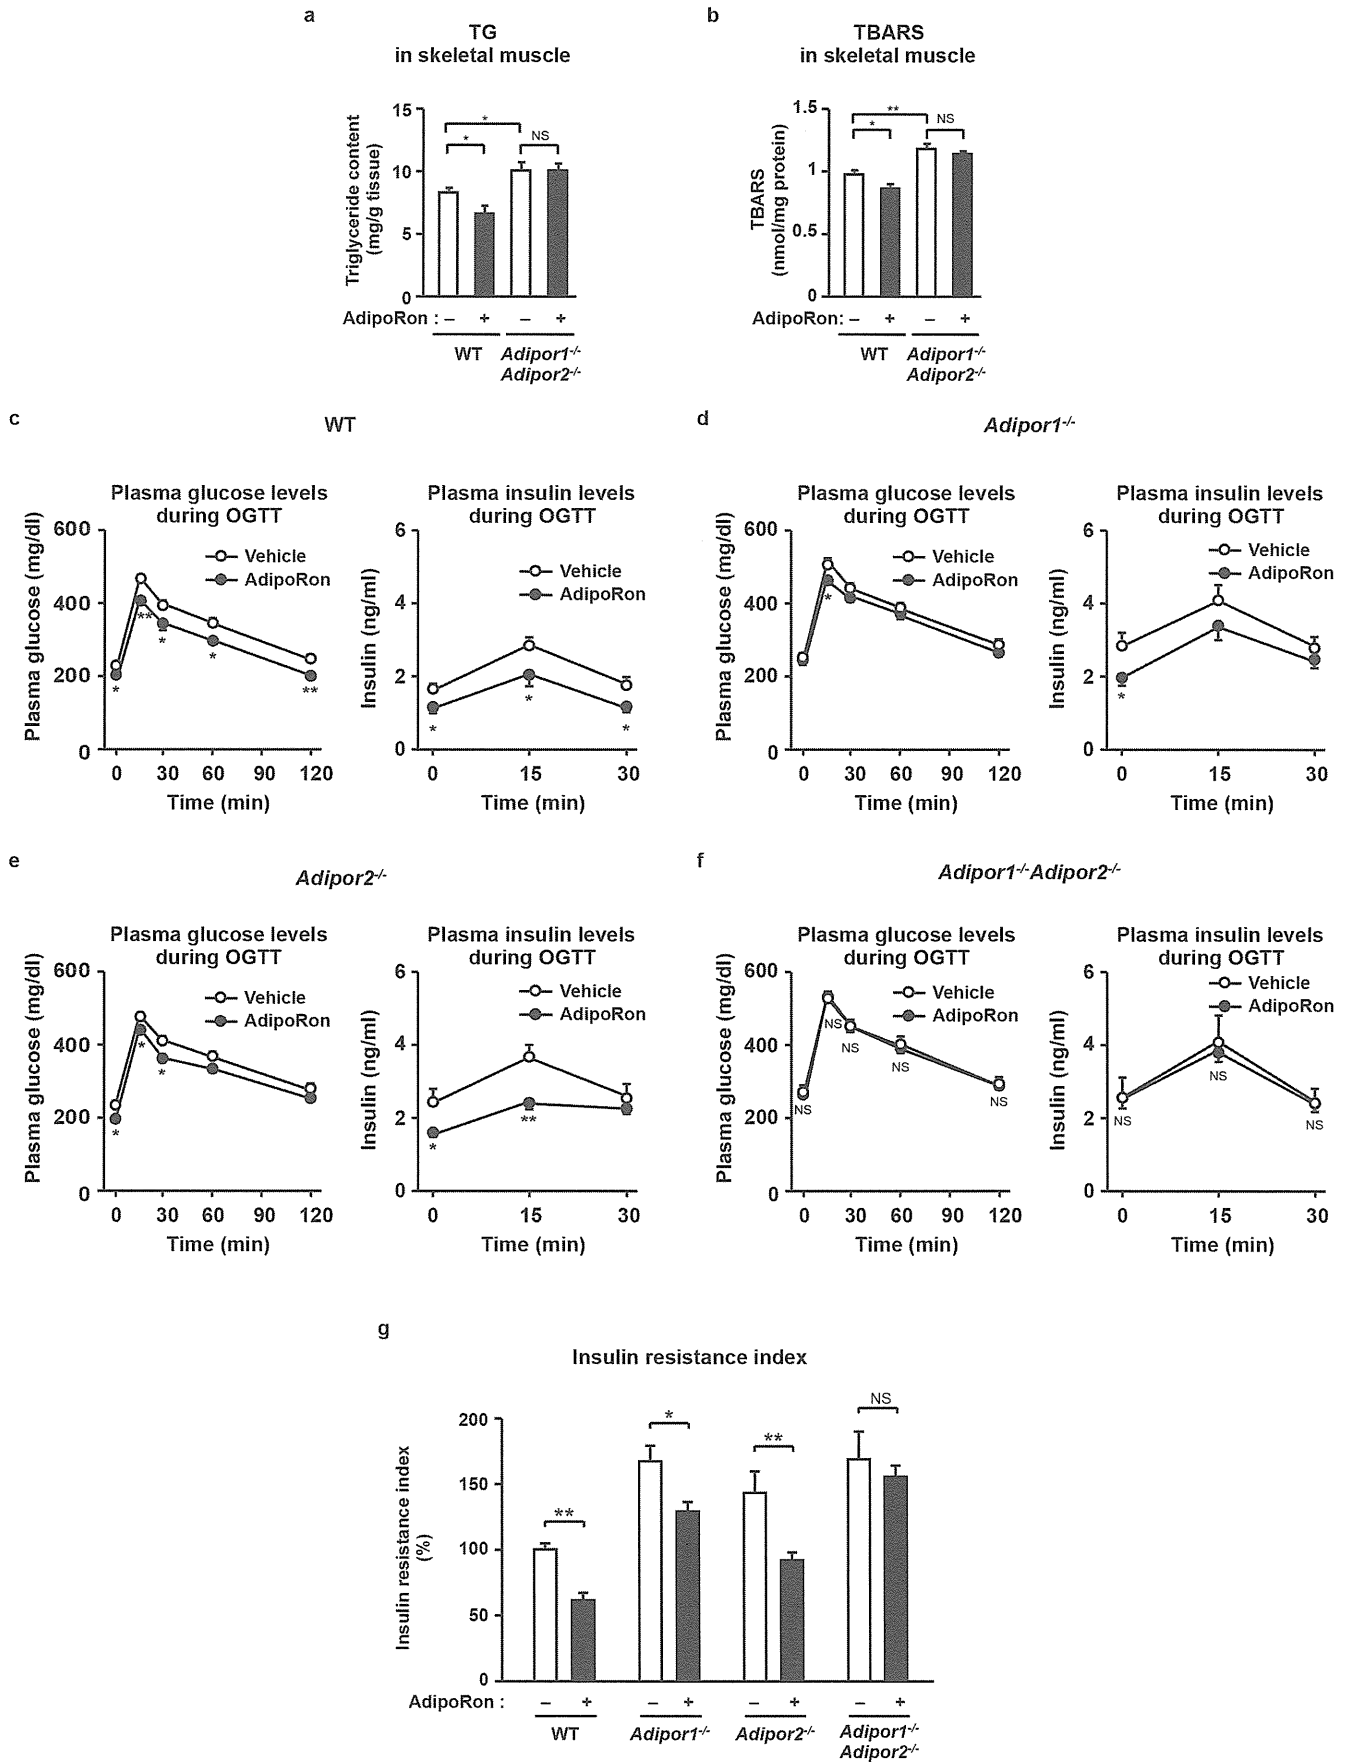 a
TG
in skeletal muscle
Triglyceride content
(mg/g tissue)
15
10
5
0
*
*
NS
AdipoRon : – + – +
WT Adipor1-/-
Adipor2-/-
b
TBARS
in skeletal muscle
TBARS
(nmol/mg protein)
1.5
1
0.5
0
**
*
NS
AdipoRon: – + – +
WT Adipor1-/-
Adipor2-/-
c
WT
Plasma glucose levels
during OGTT
Plasma glucose (mg/dl)
600
400
200
0
Vehicle
AdipoRon
*
**
*
*
**
0 30 60 90 120
Time (min)
Plasma insulin levels
during OGTT
Insulin (ng/ml)
6
4
2
0
Vehicle
AdipoRon
*
*
*
0 15 30
Time (min)
d
Adipor1-/-
Plasma glucose levels
during OGTT
Plasma glucose (mg/dl)
600
400
200
0
Vehicle
AdipoRon
*
0 30 60 90 120
Time (min)
Plasma insulin levels
during OGTT
Insulin (ng/ml)
6
4
2
0
Vehicle
AdipoRon
*
0 15 30
Time (min)
e
Adipor2-/-
Plasma glucose levels
during OGTT
Plasma glucose (mg/dl)
600
400
200
0
Vehicle
AdipoRon
*
*
*
0 30 60 90 120
Time (min)
Plasma insulin levels
during OGTT
Insulin (ng/ml)
6
4
2
0
Vehicle
AdipoRon
*
**
0 15 30
Time (min)
f
Adipor1-/-Adipor2-/-
Plasma glucose levels
during OGTT
Plasma glucose (mg/dl)
600
400
200
0
Vehicle
AdipoRon
NS
NS
NS
NS
NS
0 30 60 90 120
Time (min)
Plasma insulin levels
during OGTT
Insulin (ng/ml)
6
4
2
0
Vehicle
AdipoRon
NS
NS
NS
0 15 30
Time (min)
g
Insulin resistance index
Insulin resistance index
(%)
200
150
100
50
0
**
*
**
NS
AdipoRon : – + – + – + – +
WT Adipor1-/- Adipor2-/- Adipor1-/-
Adipor2-/-